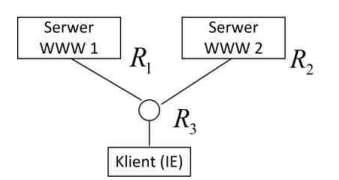 Serwer
WWW 1
Serwer
WWW 2
R₁
R₂
R₃
Klient (IE)